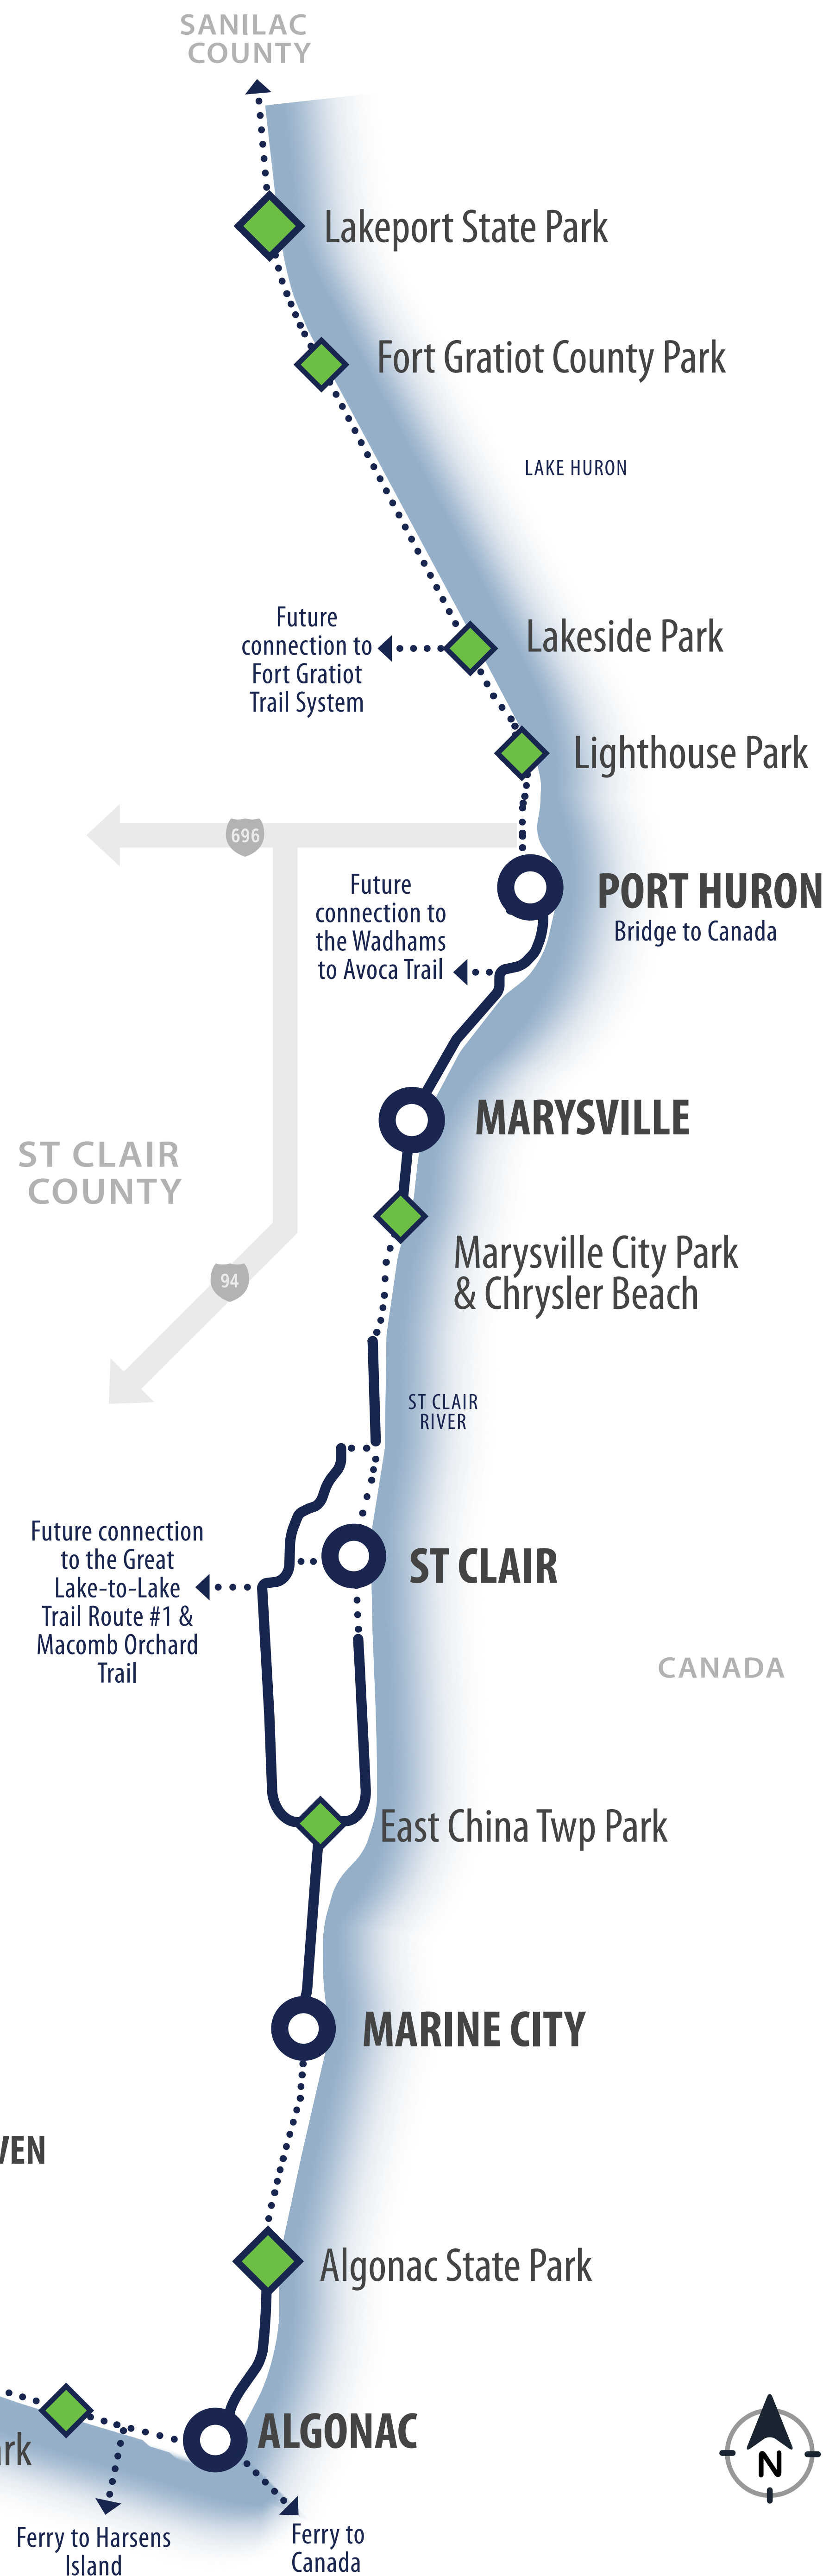 SANILAC
COUNTY
Lakeport State Park
Fort Gratiot County Park
LAKE HURON
Future
connection to
Fort Gratiot
Trail System
Lakeside Park
Lighthouse Park
696
PORT HURON
Bridge to Canada
Future
connection to
the Wadhams
to Avoca Trail
MARYSVILLE
ST CLAIR
COUNTY
Marysville City Park
& Chrysler Beach
94
ST CLAIR
RIVER
Future connection
to the Great
Lake-to-Lake
Trail Route #1 &
Macomb Orchard
Trail
ST CLAIR
CANADA
East China Twp Park
MARINE CITY
VEN
Algonac State Park
ALGONAC
rk
N
Ferry to Harsens
Island
Ferry to
Canada